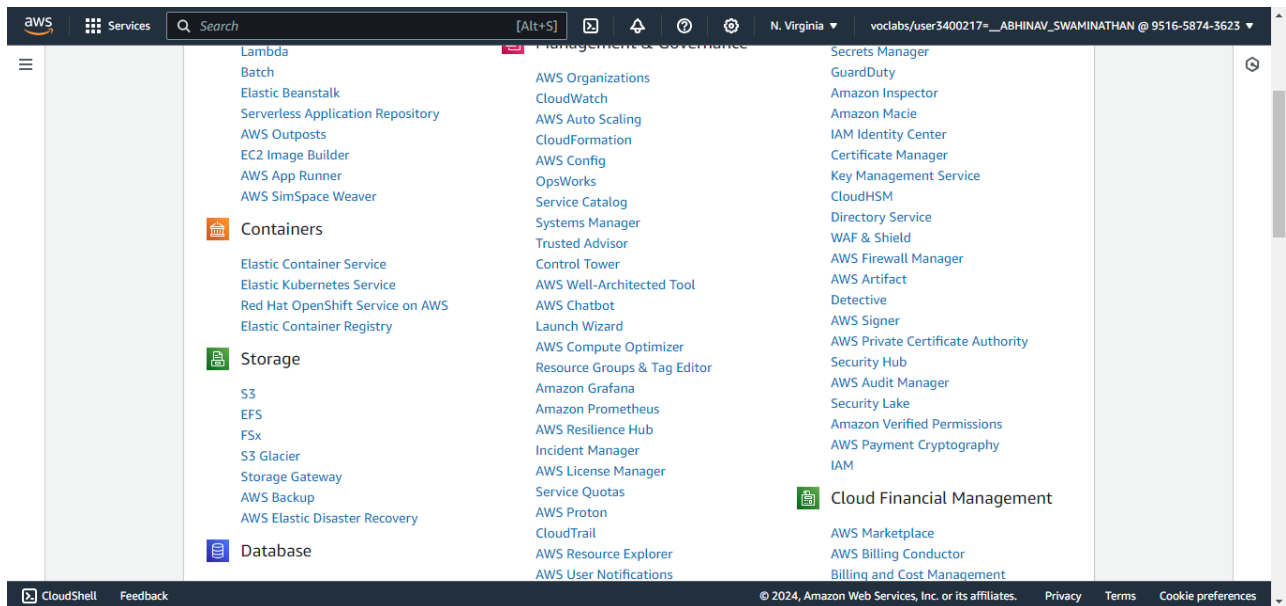 aws Services Search [Alt+S] N. Virginia voclabs/user3400217=__ABHINAV_SWAMINATHAN @ 9516-5874-3623
Lambda
Batch
Elastic Beanstalk
Serverless Application Repository
AWS Outposts
EC2 Image Builder
AWS App Runner
AWS SimSpace Weaver
Containers
Elastic Container Service
Elastic Kubernetes Service
Red Hat OpenShift Service on AWS
Elastic Container Registry
Storage
S3
EFS
FSx
S3 Glacier
Storage Gateway
AWS Backup
AWS Elastic Disaster Recovery
Database
Management & Governance
AWS Organizations
CloudWatch
AWS Auto Scaling
CloudFormation
AWS Config
OpsWorks
Service Catalog
Systems Manager
Trusted Advisor
Control Tower
AWS Well-Architected Tool
AWS Chatbot
Launch Wizard
AWS Compute Optimizer
Resource Groups & Tag Editor
Amazon Grafana
Amazon Prometheus
AWS Resilience Hub
Incident Manager
AWS License Manager
Service Quotas
AWS Proton
CloudTrail
AWS Resource Explorer
AWS User Notifications
Secrets Manager
GuardDuty
Amazon Inspector
Amazon Macie
IAM Identity Center
Certificate Manager
Key Management Service
CloudHSM
Directory Service
WAF & Shield
AWS Firewall Manager
AWS Artifact
Detective
AWS Signer
AWS Private Certificate Authority
Security Hub
AWS Audit Manager
Security Lake
Amazon Verified Permissions
AWS Payment Cryptography
IAM
Cloud Financial Management
AWS Marketplace
AWS Billing Conductor
Billing and Cost Management
CloudShell Feedback © 2024, Amazon Web Services, Inc. or its affiliates. Privacy Terms Cookie preferences